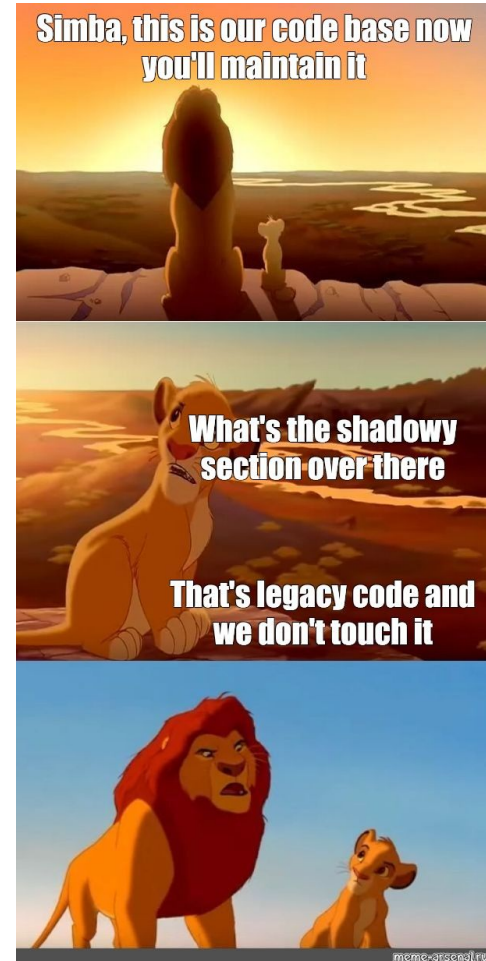 Simba, this is our code base now
you'll maintain it
What's the shadowy
section over there
That's legacy code and
we don't touch it
meme-arsenal.ru